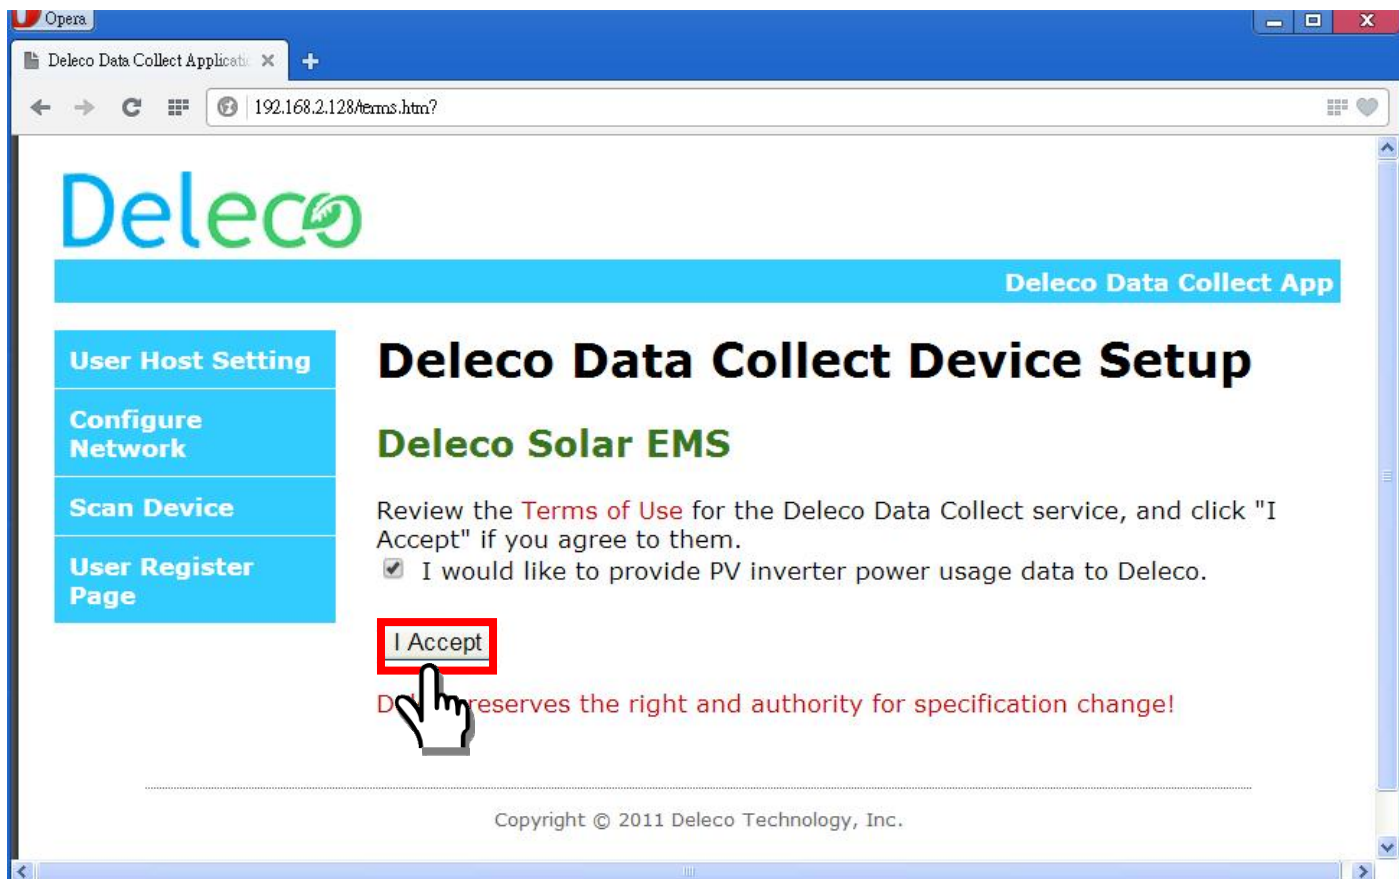 Opera
Deleco Data Collect Applicati
192.168.2.128/terms.htm?
Deleco
Deleco Data Collect App
User Host Setting
Configure
Network
Scan Device
User Register
Page
Deleco Data Collect Device Setup
Deleco Solar EMS
Review the Terms of Use for the Deleco Data Collect service, and click "I
Accept" if you agree to them.
I would like to provide PV inverter power usage data to Deleco.
I Accept
reserves the right and authority for specification change!
Copyright © 2011 Deleco Technology, Inc.